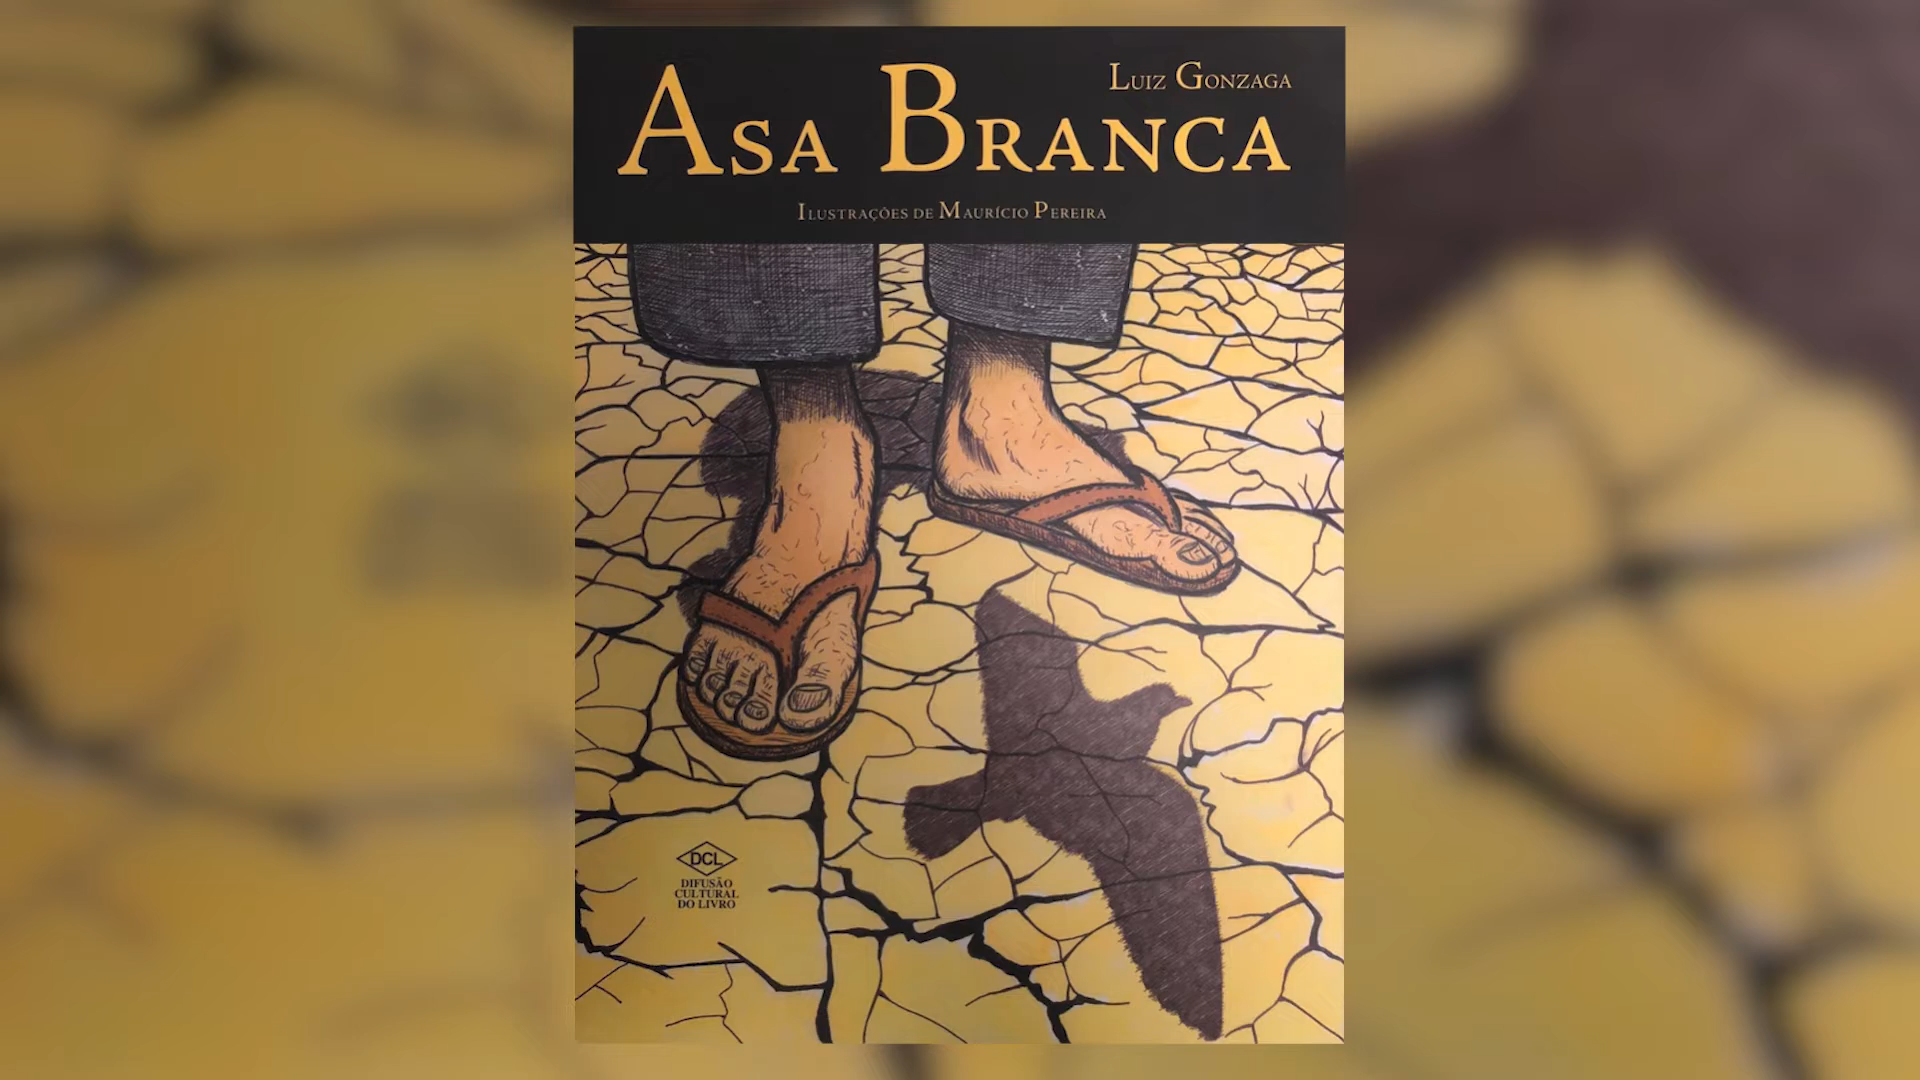 Luiz Gonzaga
Asa Branca
Ilustrações de Maurício Pereira
DCL
DIFUSÃO
CULTURAL
DO LIVRO